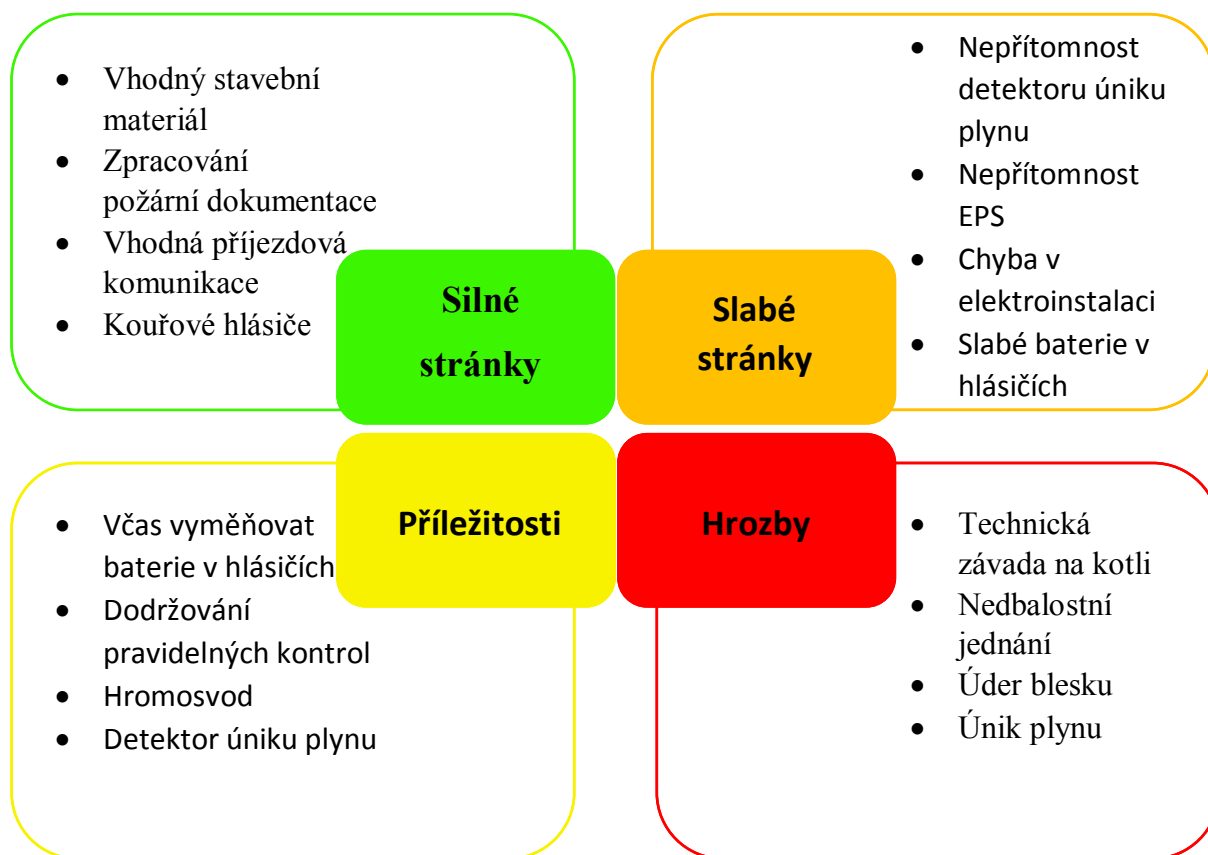 • Vhodný stavební
materiál
• Zpracování
požární dokumentace
• Vhodná příjezdová
komunikace
• Kouřové hlásiče
Silné
stránky
• Nepřítomnost
detektoru úniku
plynu
• Nepřítomnost
EPS
• Chyba v
elektroinstalaci
• Slabé baterie v
hlásičích
Slabé
stránky
• Včas vyměňovat
baterie v hlásičích
• Dodržování
pravidelných kontrol
• Hromosvod
• Detektor úniku plynu
Příležitosti
Hrozby
• Technická
závada na kotli
• Nedbalostní
jednání
• Úder blesku
• Únik plynu